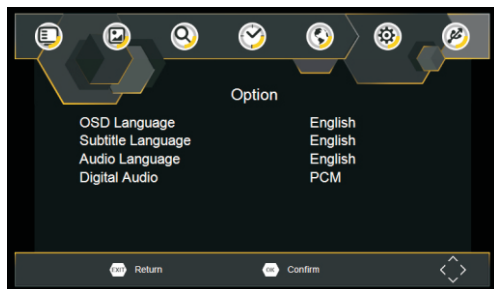 Option
OSD Language English
Subtitle Language English
Audio Language English
Digital Audio PCM
EXIT Return OK Confirm